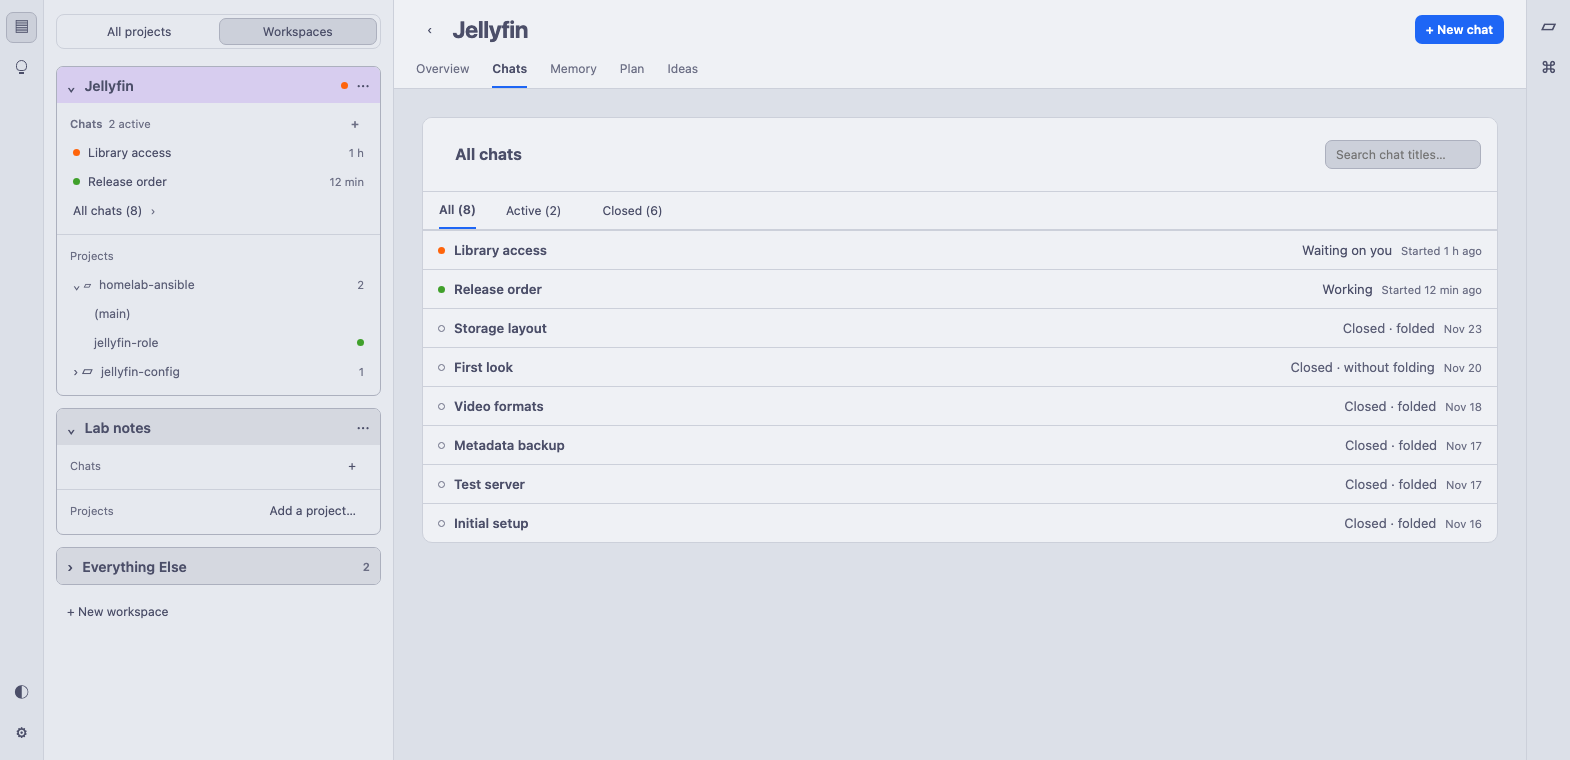 All projects
Workspaces
Jellyfin
Chats 2 active
+
Library access 1 h
Release order 12 min
All chats (8) ›
Projects
homelab-ansible 2
(main)
jellyfin-role
jellyfin-config 1
Lab notes
Chats +
Projects Add a project...
Everything Else 2
+ New workspace
‹ Jellyfin
+ New chat
Overview Chats Memory Plan Ideas
All chats
Search chat titles...
All (8) Active (2) Closed (6)
Library access Waiting on you Started 1 h ago
Release order Working Started 12 min ago
Storage layout Closed · folded Nov 23
First look Closed · without folding Nov 20
Video formats Closed · folded Nov 18
Metadata backup Closed · folded Nov 17
Test server Closed · folded Nov 17
Initial setup Closed · folded Nov 16